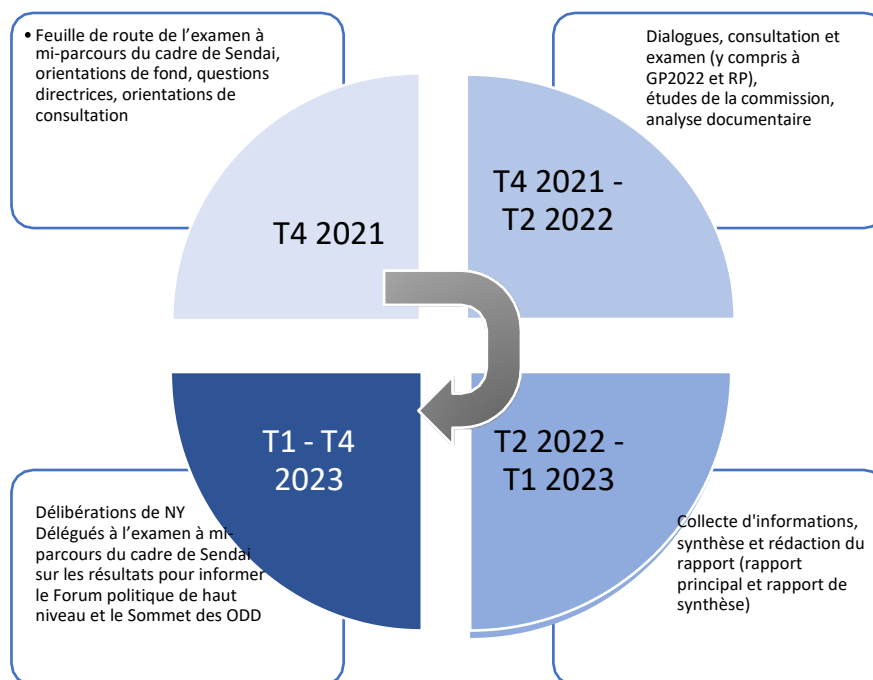 • Feuille de route de l’examen à
mi-parcours du cadre de Sendai,
orientations de fond, questions
directrices, orientations de
consultation
Dialogues, consultation et
examen (y compris à
GP2022 et RP),
études de la commission,
analyse documentaire
T4 2021
T4 2021 -
T2 2022
T1 - T4
2023
T2 2022 -
T1 2023
Délibérations de NY
Délégués à l’examen à mi-
parcours du cadre de Sendai
sur les résultats pour informer
le Forum politique de haut
niveau et le Sommet des ODD
Collecte d'informations,
synthèse et rédaction du
rapport (rapport
principal et rapport de
synthèse)